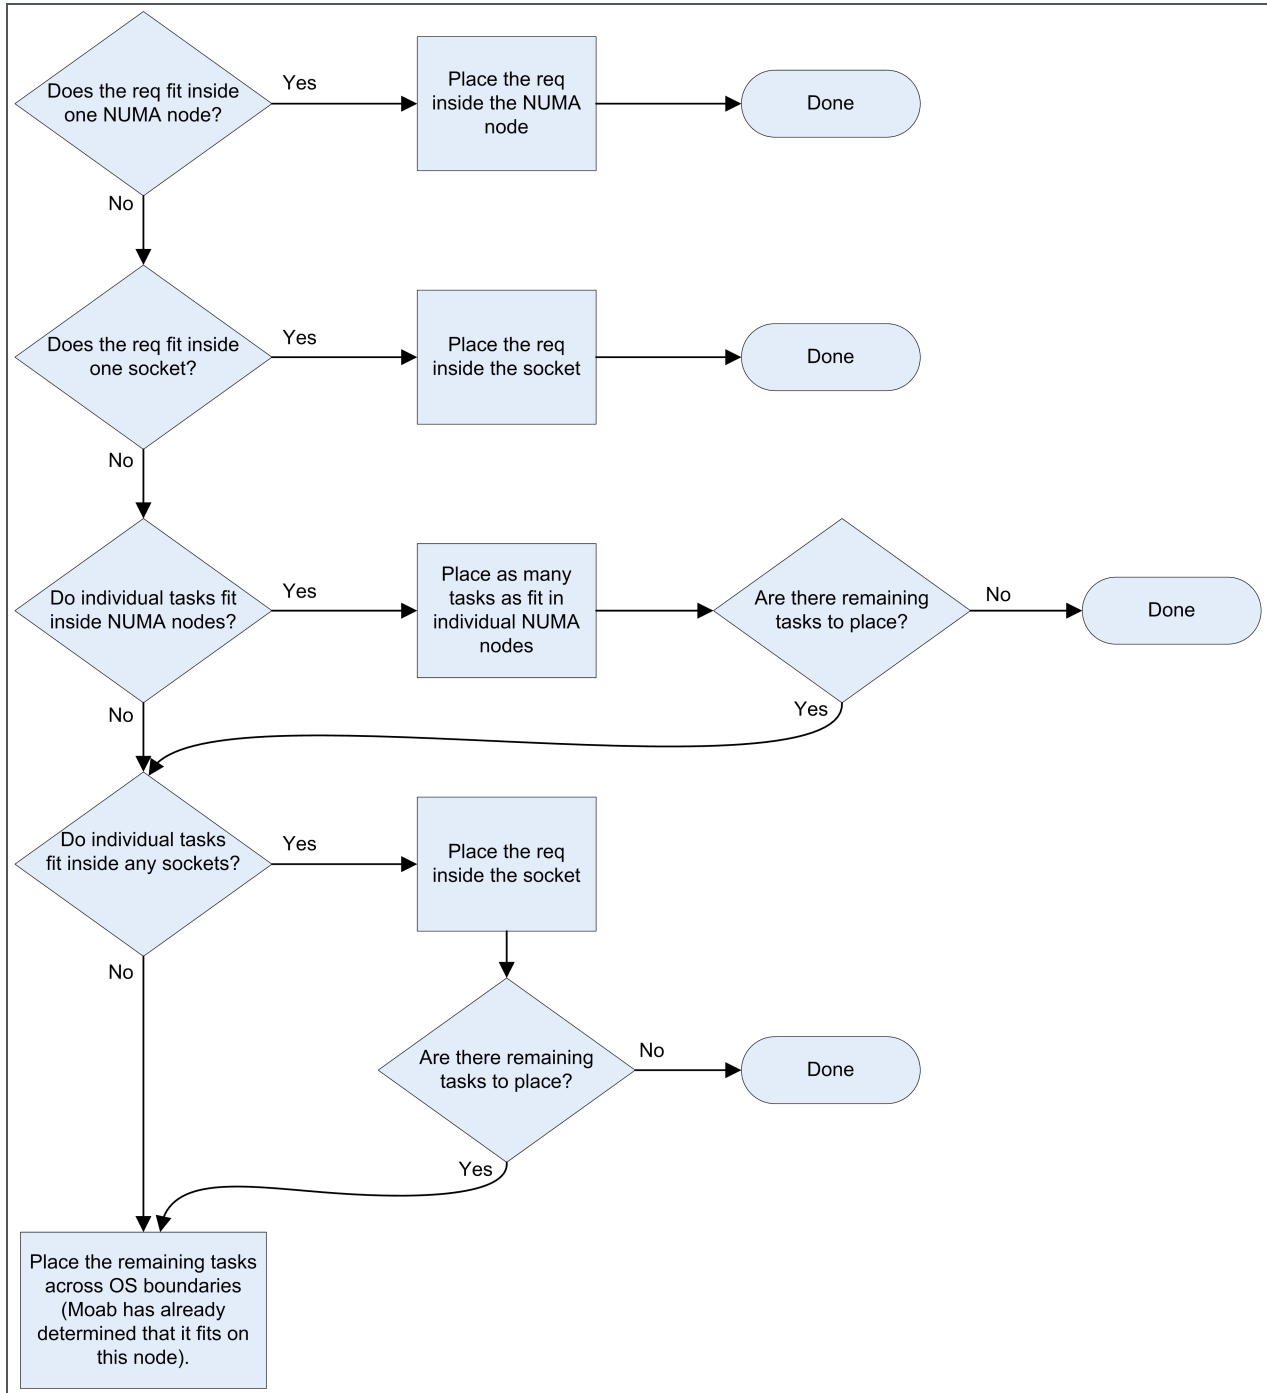 Does the req fit inside
one NUMA node?
Yes
Place the req
inside the NUMA
node
Done
No
Does the req fit inside
one socket?
Yes
Place the req
inside the socket
Done
No
Do individual tasks fit
inside NUMA nodes?
Yes
Place as many
tasks as fit in
individual NUMA
nodes
Are there remaining
tasks to place?
No
Done
No
Yes
Do individual tasks
fit inside any sockets?
Yes
Place the req
inside the socket
No
Are there remaining
tasks to place?
No
Done
Yes
Place the remaining tasks
across OS boundaries
(Moab has already
determined that it fits on
this node).